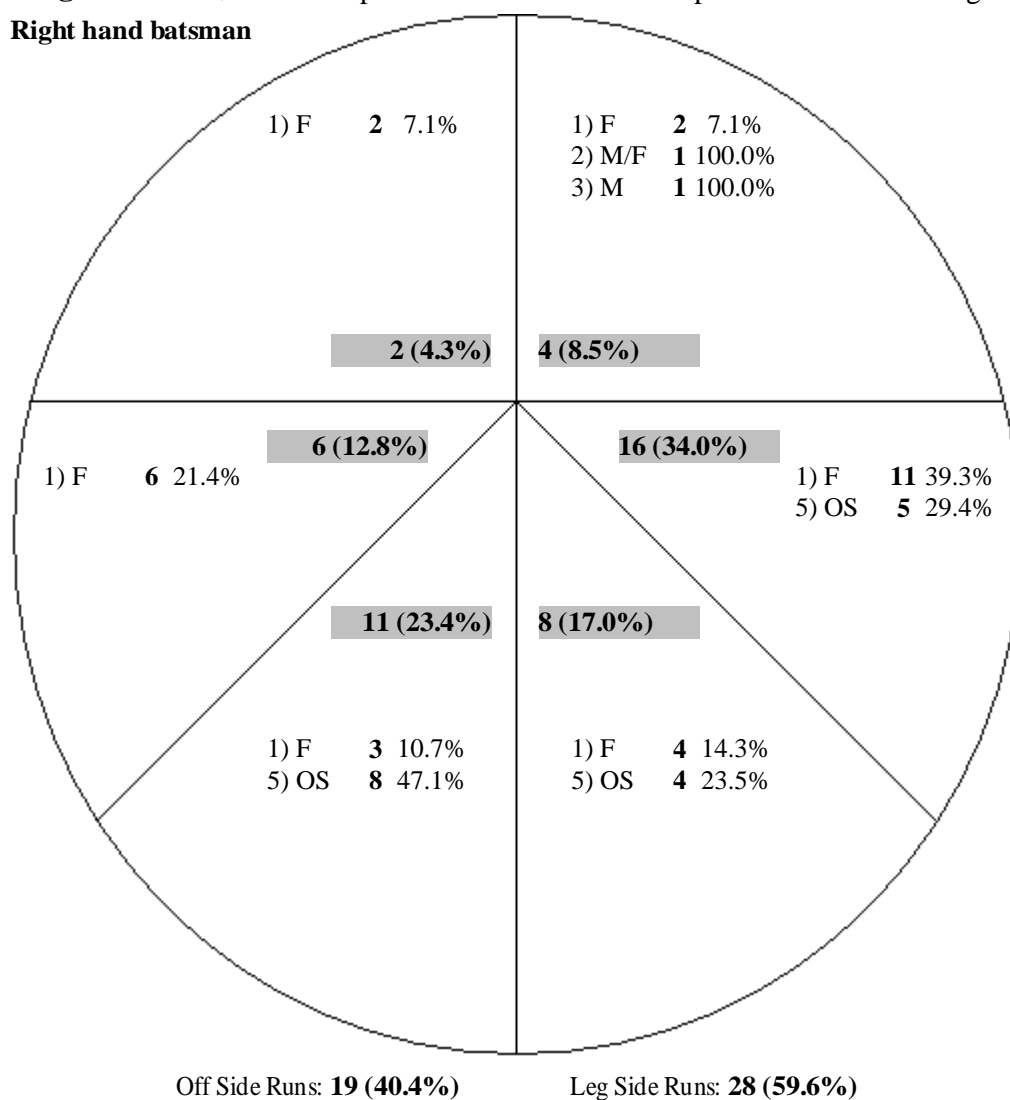 Right hand batsman
1) F 2 7.1%
1) F 2 7.1%
2) M/F 1 100.0%
3) M 1 100.0%
2 (4.3%)
4 (8.5%)
6 (12.8%)
16 (34.0%)
1) F 6 21.4%
1) F 11 39.3%
5) OS 5 29.4%
11 (23.4%)
8 (17.0%)
1) F 3 10.7%
5) OS 8 47.1%
1) F 4 14.3%
5) OS 4 23.5%
Off Side Runs: 19 (40.4%)
Leg Side Runs: 28 (59.6%)